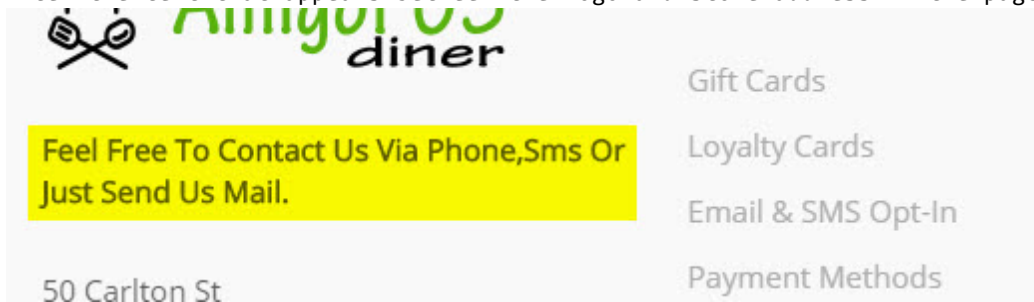 diner
Feel Free To Contact Us Via Phone,Sms Or
Just Send Us Mail.
50 Carlton St
Gift Cards
Loyalty Cards
Email & SMS Opt-In
Payment Methods